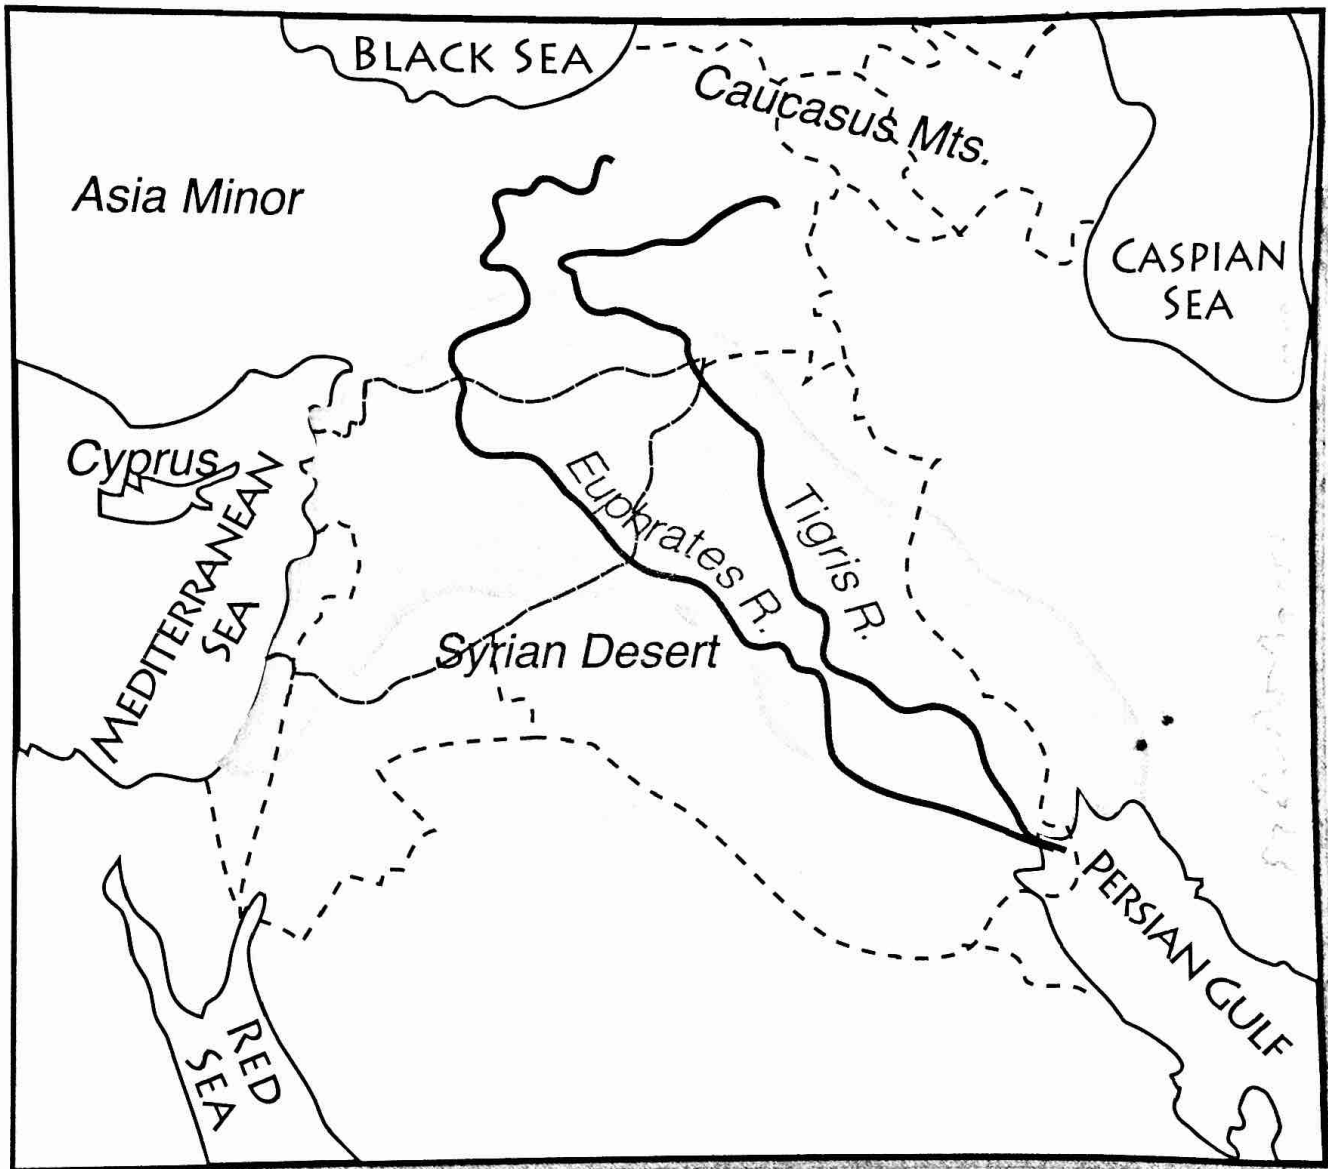 BLACK SEA
Caucasus Mts.
Asia Minor
CASPIAN
SEA
Cyprus
MEDITERRANEAN
SEA
Euphrates R.
Tigris R.
Syrian Desert
PERSIAN GULF
RED
SEA